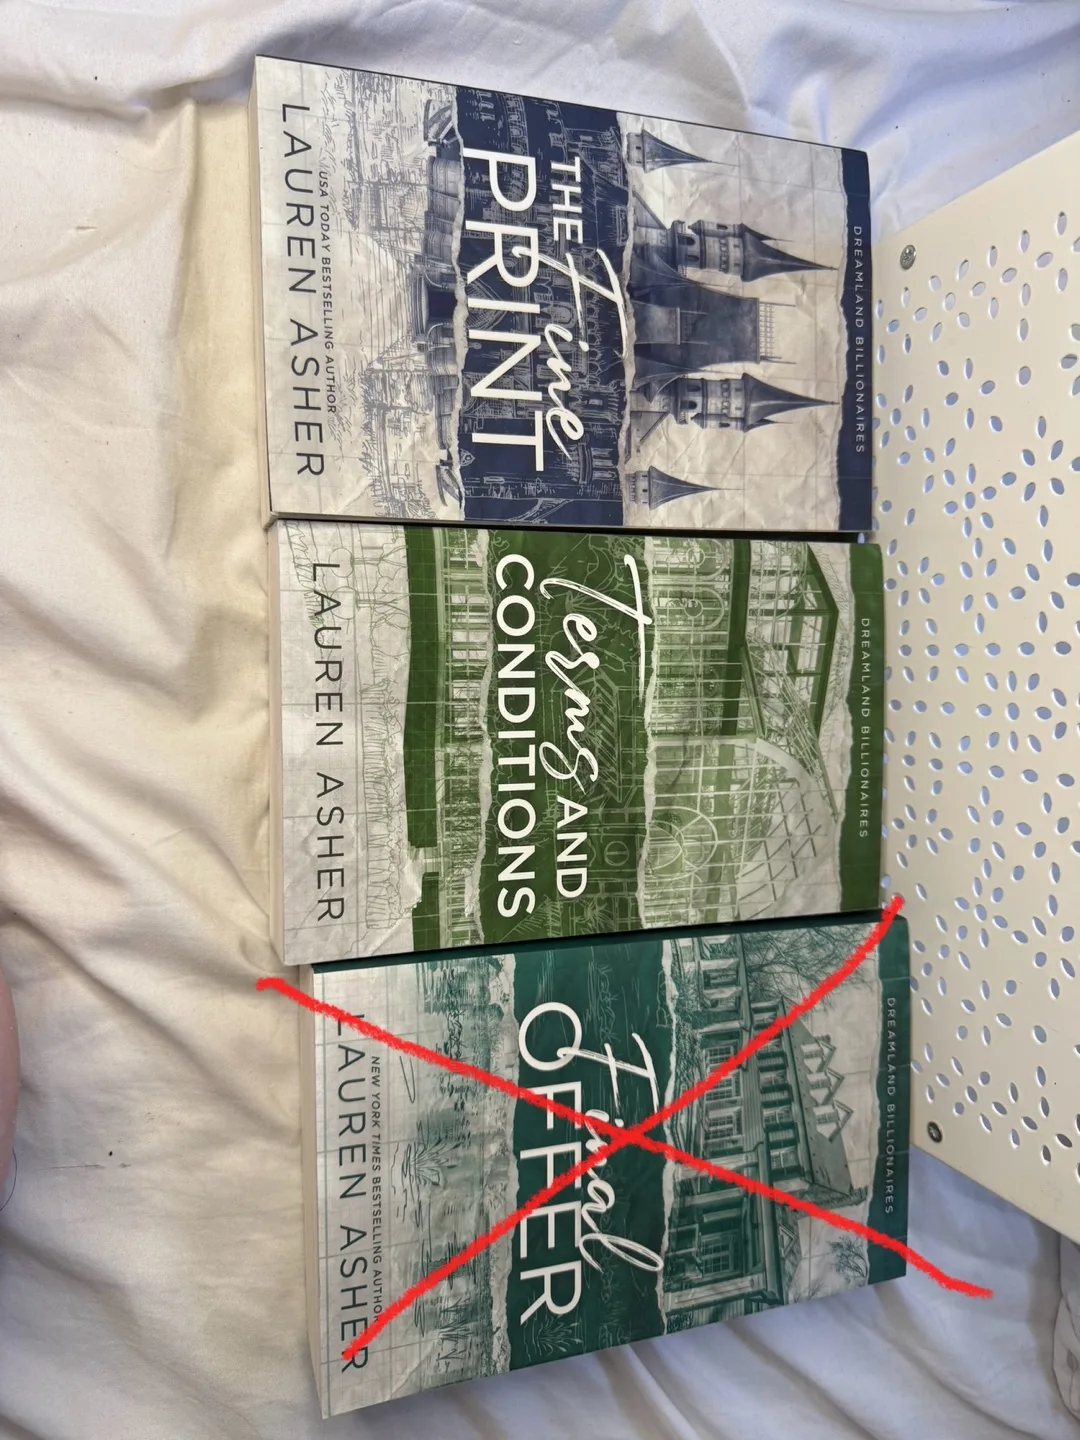 DREAMLAND BILLIONAIRES
THE Fine
PRINT
USA TODAY BESTSELLING AUTHOR
LAUREN ASHER
DREAMLAND BILLIONAIRES
Terms AND
CONDITIONS
LAUREN ASHER
DREAMLAND BILLIONAIRES
Final
OFFER
NEW YORK TIMES BESTSELLING AUTHOR
LAUREN ASHER